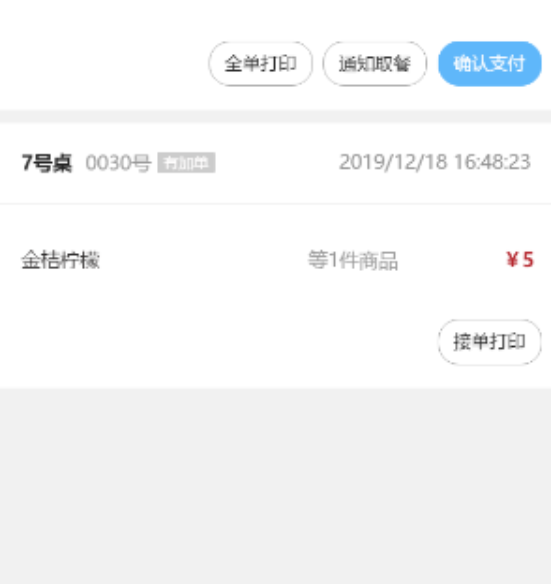 全单打印 通知取餐 确认支付
7号桌 0030号 有加单 2019/12/18 16:48:23
金桔柠檬 等1件商品 ¥5
接单打印